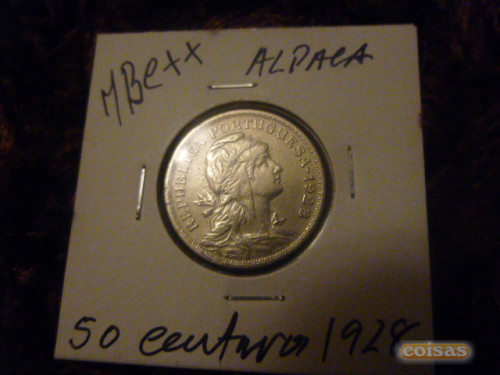 MBC++ ALPACA
REPUBLICA PORTUGUESA • 1928
50 centavos 1928
coisas